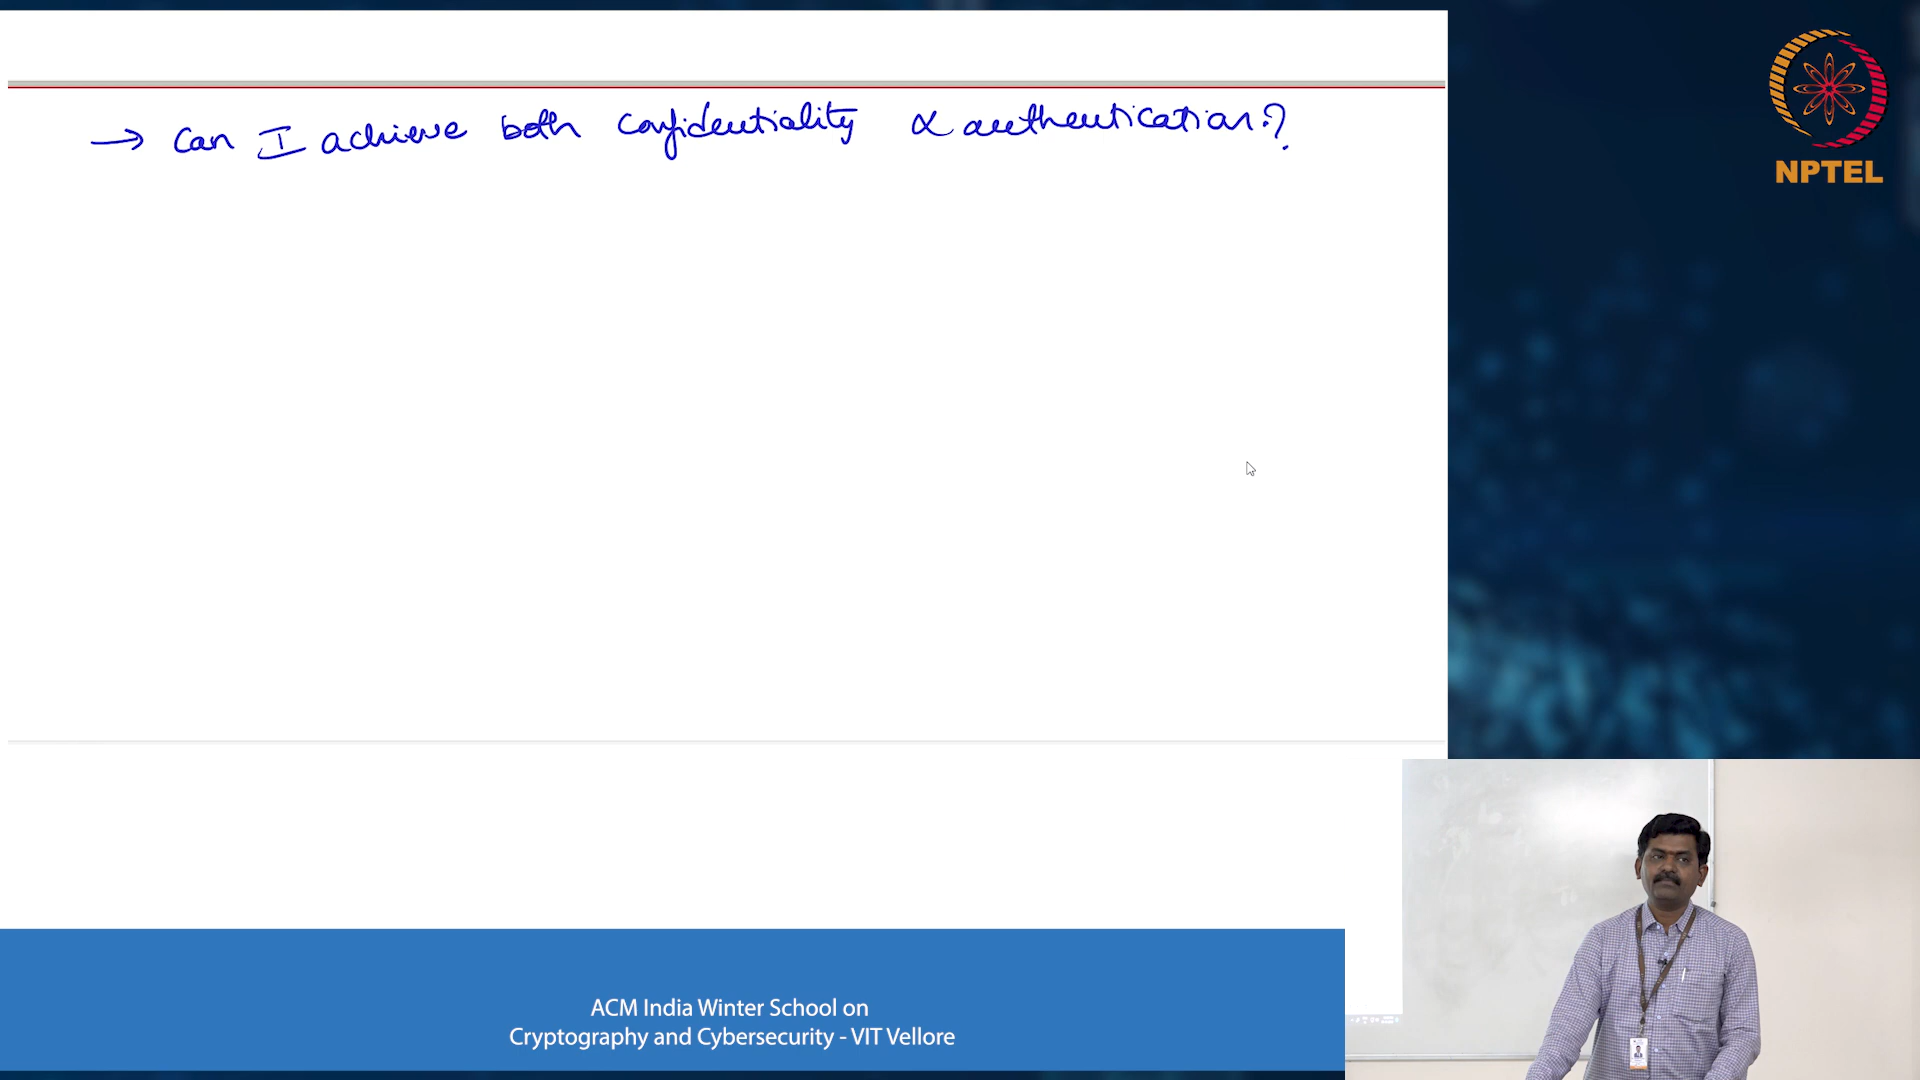 → Can I achieve both confidentiality & authentication?
NPTEL
ACM India Winter School on
Cryptography and Cybersecurity - VIT Vellore